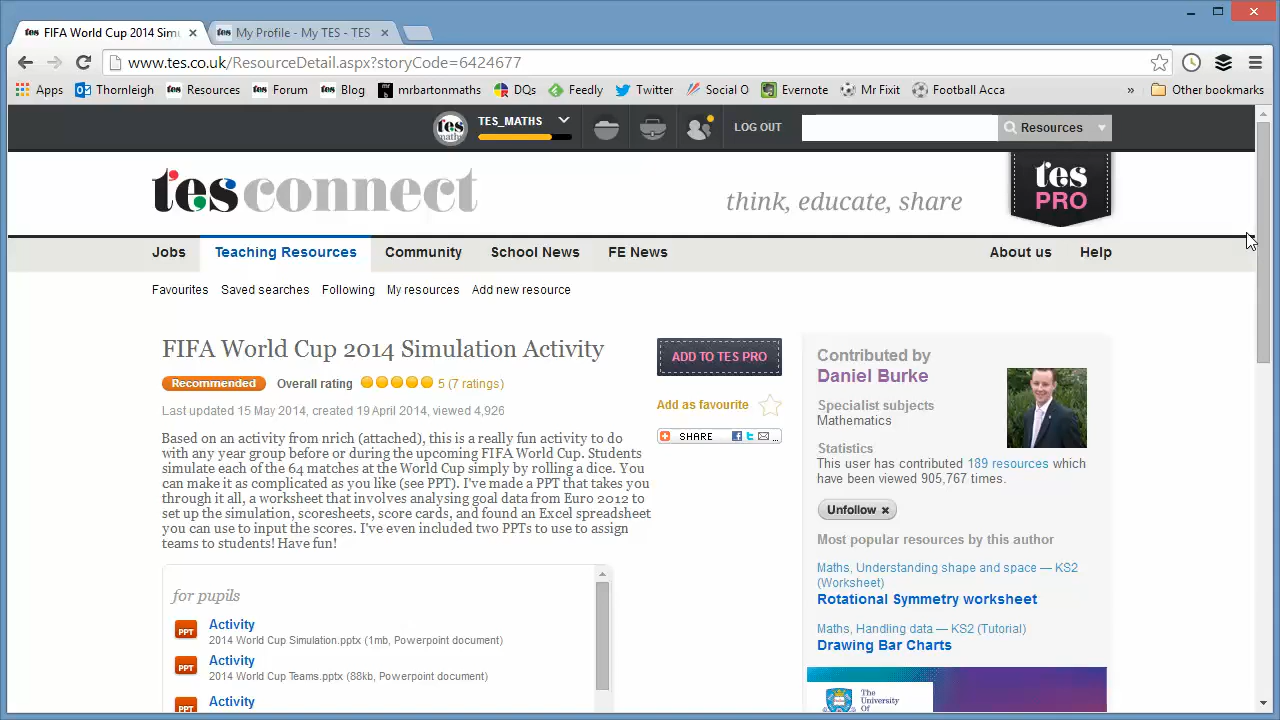 tes FIFA World Cup 2014 Simu
tes My Profile - My TES - TES
www.tes.co.uk/ResourceDetail.aspx?storyCode=6424677
Apps Thornleigh tes Resources tes Forum tes Blog mrbartonmaths DQs Feedly Twitter Social O Evernote Mr Fixit Football Acca » Other bookmarks
tes maths TES_MATHS LOG OUT Resources
tesconnect
think, educate, share
tes PRO
Jobs Teaching Resources Community School News FE News About us Help
Favourites Saved searches Following My resources Add new resource
FIFA World Cup 2014 Simulation Activity
Recommended Overall rating 5 (7 ratings)
Last updated 15 May 2014, created 19 April 2014, viewed 4,926
Based on an activity from nrich (attached), this is a really fun activity to do
with any year group before or during the upcoming FIFA World Cup. Students
simulate each of the 64 matches at the World Cup simply by rolling a dice. You
can make it as complicated as you like (see PPT). I've made a PPT that takes you
through it all, a worksheet that involves analysing goal data from Euro 2012 to
set up the simulation, scoresheets, score cards, and found an Excel spreadsheet
you can use to input the scores. I've even included two PPTs to use to assign
teams to students! Have fun!
ADD TO TES PRO
Add as favourite
SHARE ...
for pupils
PPT Activity
2014 World Cup Simulation.pptx (1mb, Powerpoint document)
PPT Activity
2014 World Cup Teams.pptx (88kb, Powerpoint document)
PPT Activity
Contributed by
Daniel Burke
Specialist subjects
Mathematics
Statistics
This user has contributed 189 resources which
have been viewed 905,767 times.
Unfollow ×
Most popular resources by this author
Maths, Understanding shape and space — KS2
(Worksheet)
Rotational Symmetry worksheet
Maths, Handling data — KS2 (Tutorial)
Drawing Bar Charts
The
University
Of